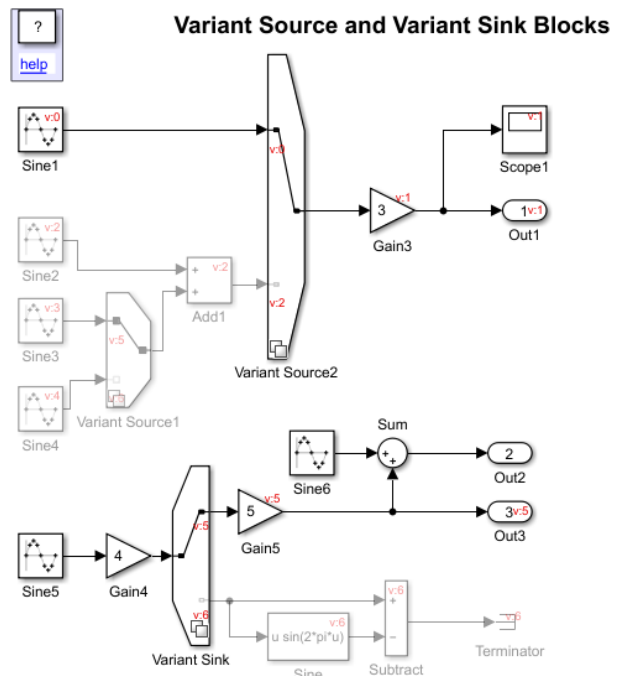 Variant Source and Variant Sink Blocks
?
help
v:0
Sine1
v:0
v:1
Scope1
3
v:1
Gain3
1
v:1
Out1
v:2
Sine2
+
+
v:2
Add1
v:2
v:3
Sine3
v:5
Variant Source2
v:4
Sine4
Variant Source1
Sum
+
+
Sine6
2
Out2
5
v:5
Gain5
3
v:5
Out3
v:5
Sine5
4
Gain4
v:6
Variant Sink
v:6
u sin(2*pi*u)
Sine
v:6
+
−
Subtract
v:6
Terminator